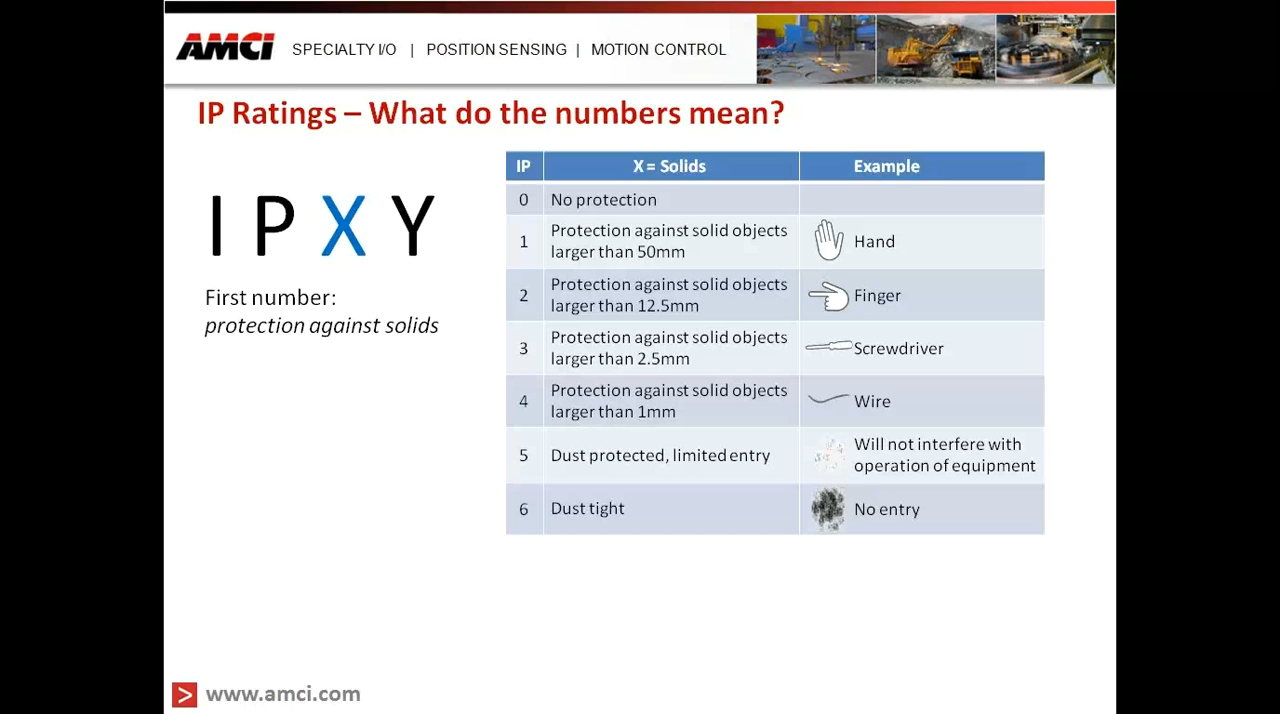 AMCI SPECIALTY I/O | POSITION SENSING | MOTION CONTROL
IP Ratings – What do the numbers mean?
I P X Y
First number:
protection against solids
IP X = Solids Example
0 No protection
1 Protection against solid objects larger than 50mm Hand
2 Protection against solid objects larger than 12.5mm Finger
3 Protection against solid objects larger than 2.5mm Screwdriver
4 Protection against solid objects larger than 1mm Wire
5 Dust protected, limited entry Will not interfere with operation of equipment
6 Dust tight No entry
> www.amci.com